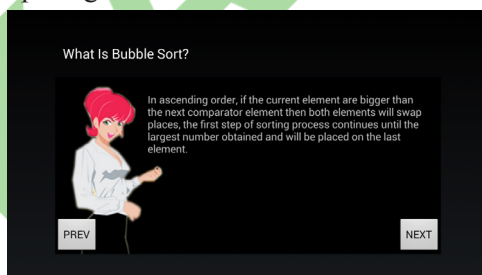 What Is Bubble Sort?
In ascending order, if the current element are bigger than
the next comparator element then both elements will swap
places, the first step of sorting process continues until the
largest number obtained and will be placed on the last
element.
PREV
NEXT